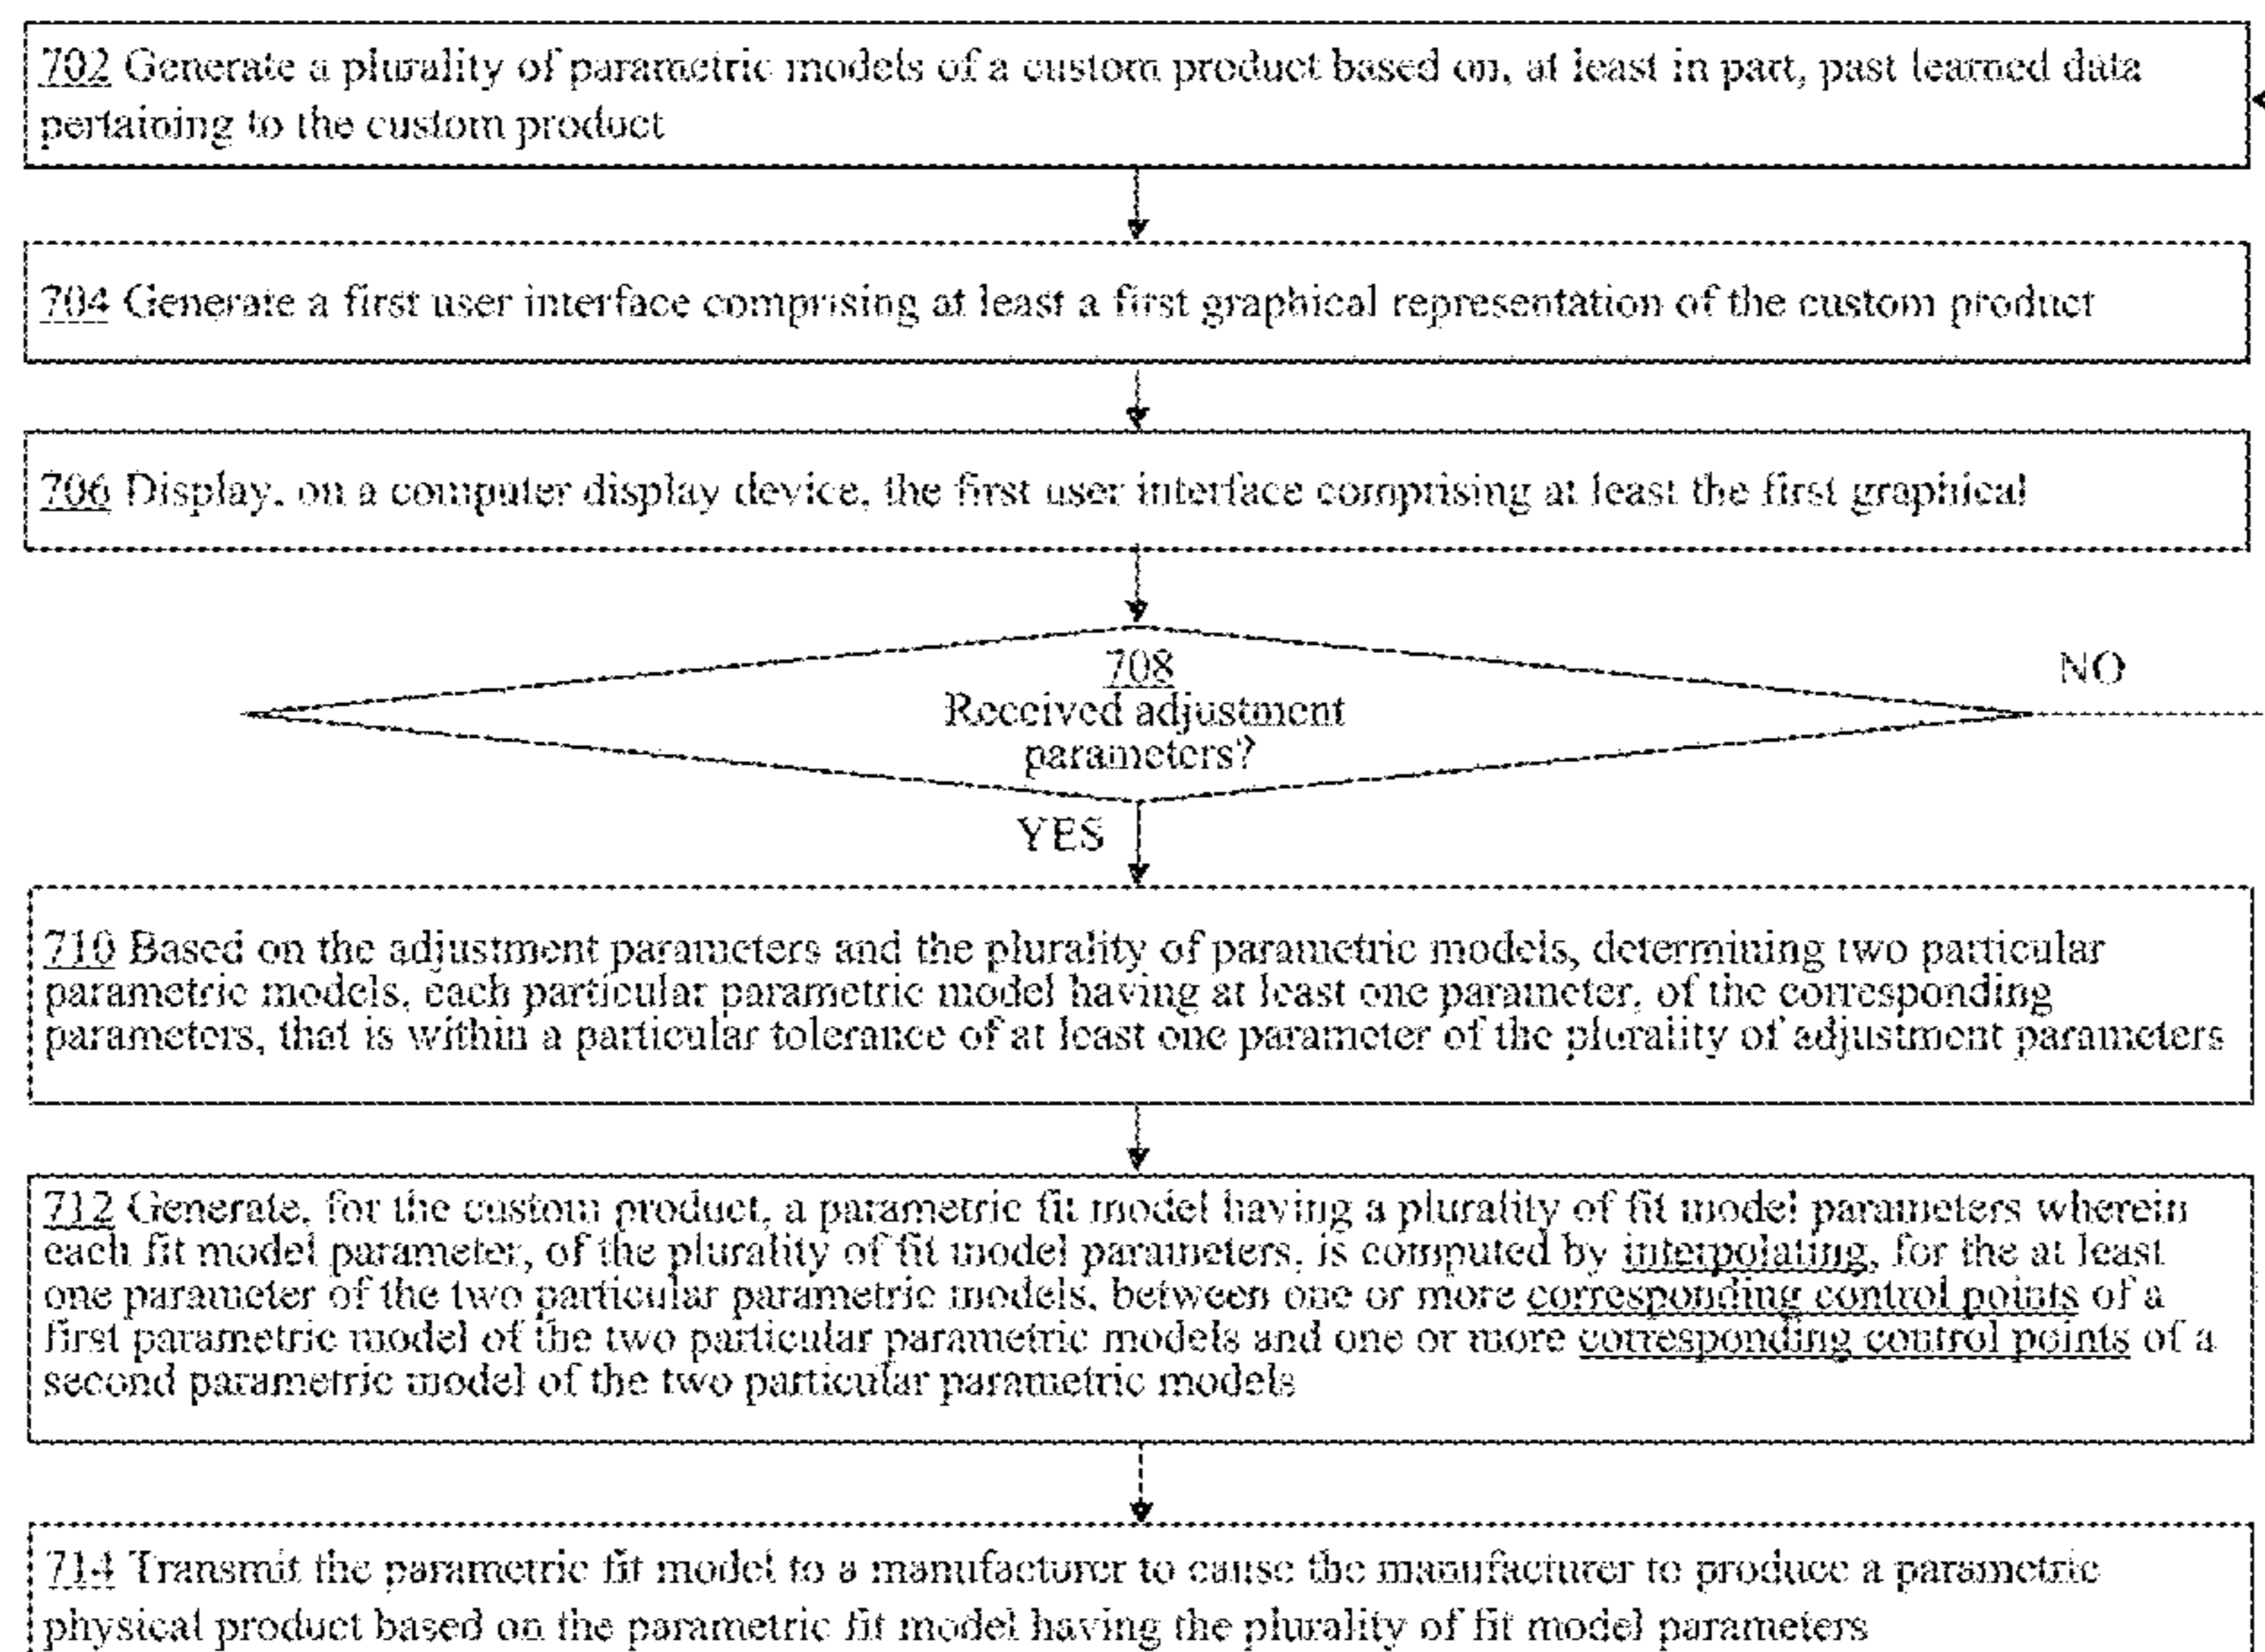 702 Generate a plurality of parametric models of a custom product based on, at least in part, past learned data
pertaining to the custom product
704 Generate a first user interface comprising at least a first graphical representation of the custom product
706 Display, on a computer display device, the first user interface comprising at least the first graphical
708
Received adjustment
parameters?
NO
YES
710 Based on the adjustment parameters and the plurality of parametric models, determining two particular
parametric models, each particular parametric model having at least one parameter, of the corresponding
parameters, that is within a particular tolerance of at least one parameter of the plurality of adjustment parameters
712 Generate, for the custom product, a parametric fit model having a plurality of fit model parameters wherein
each fit model parameter, of the plurality of fit model parameters, is computed by interpolating, for the at least
one parameter of the two particular parametric models, between one or more corresponding control points of a
first parametric model of the two particular parametric models and one or more corresponding control points of a
second parametric model of the two particular parametric models
714 Transmit the parametric fit model to a manufacturer to cause the manufacturer to produce a parametric
physical product based on the parametric fit model having the plurality of fit model parameters